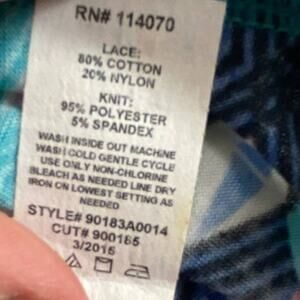 RN# 114070
LACE:
80% COTTON
20% NYLON
KNIT:
95% POLYESTER
5% SPANDEX
WASH INSIDE OUT MACHINE
WASH COLD GENTLE CYCLE
USE ONLY NON-CHLORINE
BLEACH AS NEEDED LINE DRY
IRON ON LOWEST SETTING AS
NEEDED
STYLE# 90183A0014
CUT# 900165
3/2015